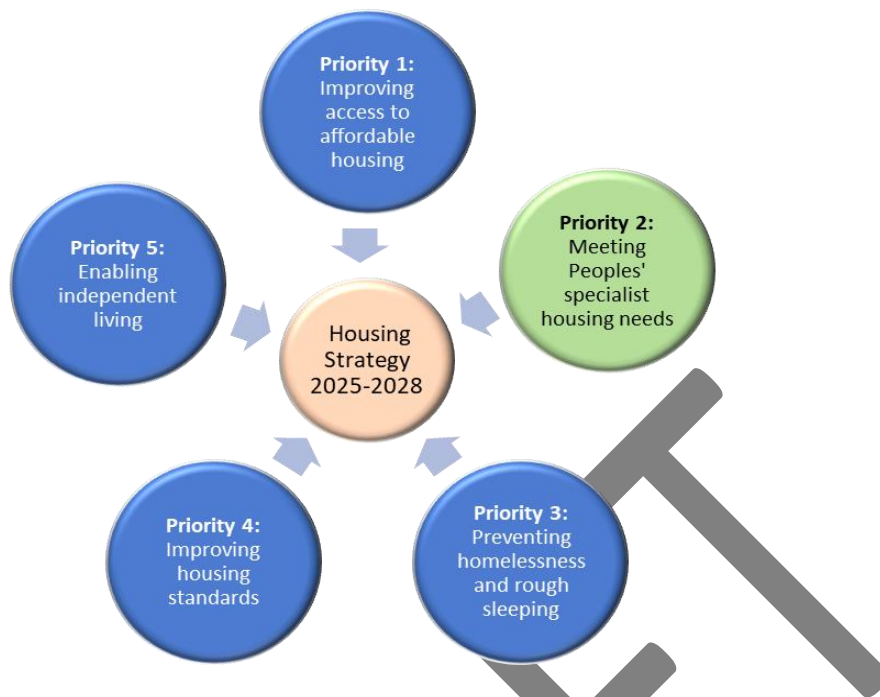 Priority 1:
Improving
access to
affordable
housing
Priority 2:
Meeting
Peoples'
specialist
housing needs
Priority 3:
Preventing
homelessness
and rough
sleeping
Priority 4:
Improving
housing
standards
Priority 5:
Enabling
independent
living
Housing
Strategy
2025-2028